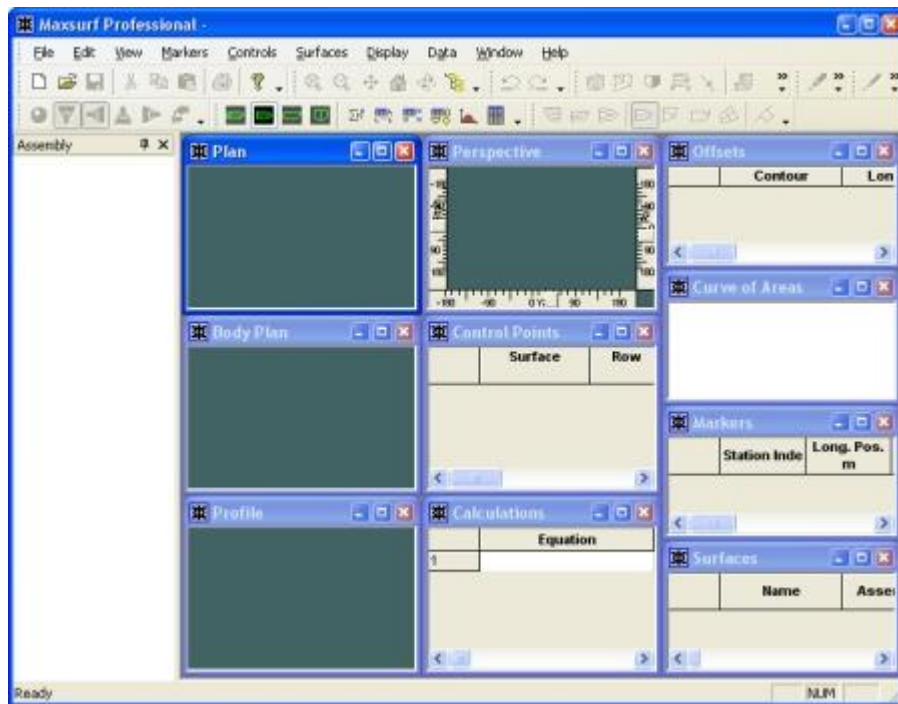 Maxsurf Professional -
File Edit View Markers Controls Surfaces Display Data Window Help
Assembly
Plan
Perspective
Offsets
Contour Lon
Curve of Areas
Body Plan
Control Points
Surface Row
Markers
Station Inde Long. Pos.
m
Profile
Calculations
Equation
1
Surfaces
Name Asse
Ready NUM